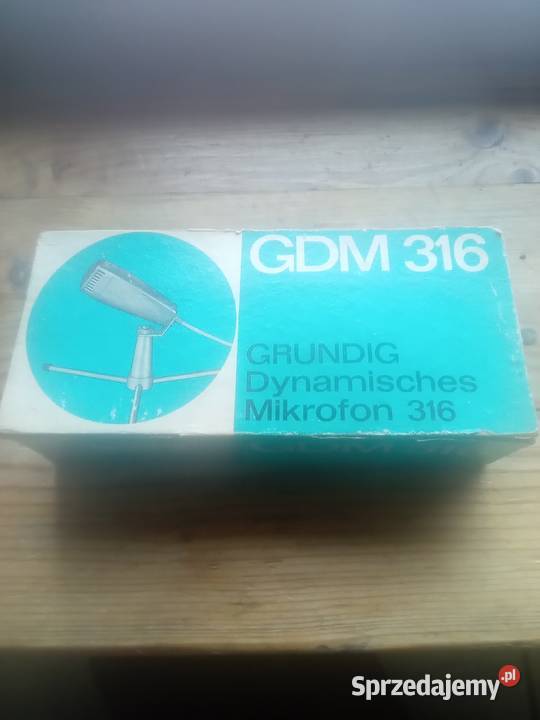 GDM 316
GRUNDIG
Dynamisches
Mikrofon 316
Sprzedajemy.pl